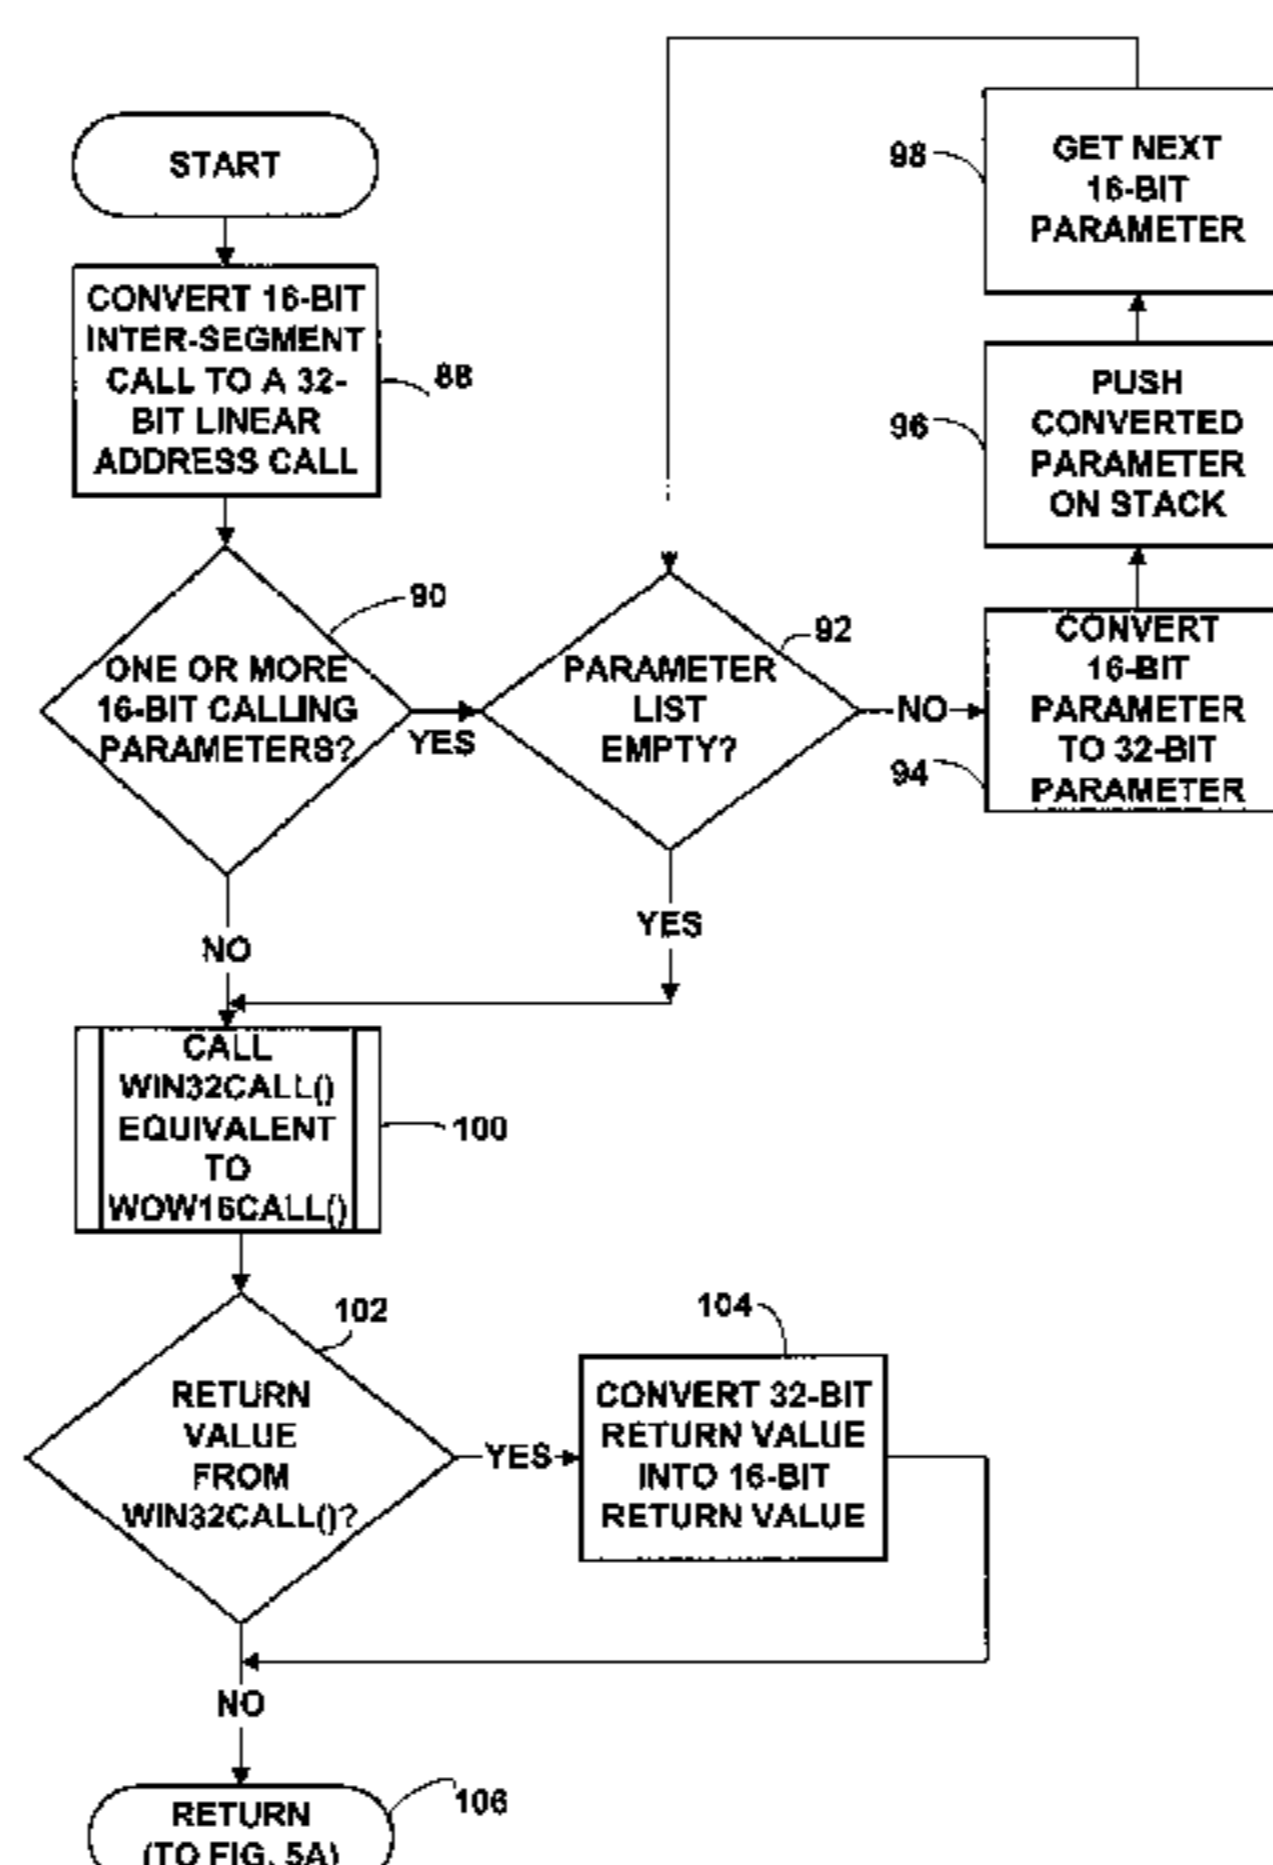 START
CONVERT 16-BIT
INTER-SEGMENT
CALL TO A 32-
BIT LINEAR
ADDRESS CALL
88
ONE OR MORE
16-BIT CALLING
PARAMETERS?
90
YES
NO
PARAMETER
LIST
EMPTY?
92
NO
YES
CONVERT
16-BIT
PARAMETER
TO 32-BIT
PARAMETER
94
PUSH
CONVERTED
PARAMETER
ON STACK
96
GET NEXT
16-BIT
PARAMETER
98
CALL
WIN32CALL()
EQUIVALENT
TO
WOW16CALL()
100
RETURN
VALUE
FROM
WIN32CALL()?
102
YES
CONVERT 32-BIT
RETURN VALUE
INTO 16-BIT
RETURN VALUE
104
NO
RETURN
(TO FIG. 5A)
106